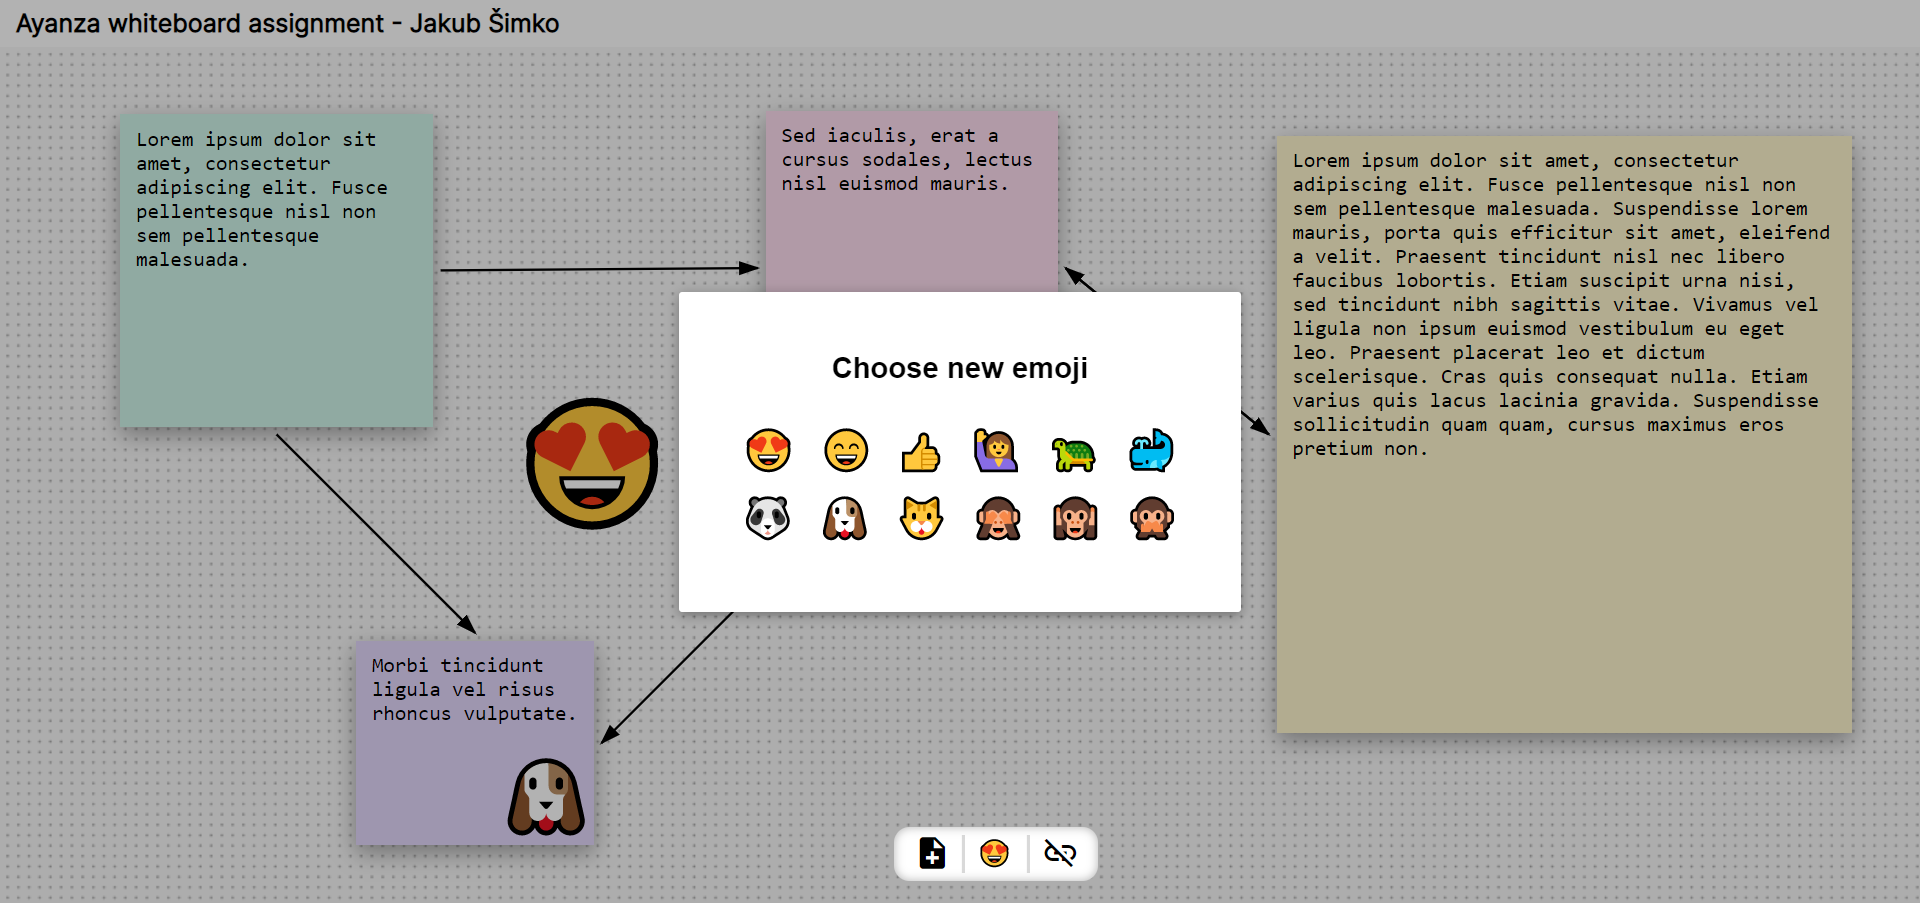 Ayanza whiteboard assignment - Jakub Šimko
Lorem ipsum dolor sit
amet, consectetur
adipiscing elit. Fusce
pellentesque nisl non
sem pellentesque
malesuada.
Sed iaculis, erat a
cursus sodales, lectus
nisl euismod mauris.
Lorem ipsum dolor sit amet, consectetur
adipiscing elit. Fusce pellentesque nisl non
sem pellentesque malesuada. Suspendisse lorem
mauris, porta quis efficitur sit amet, eleifend
a velit. Praesent tincidunt nisl nec libero
faucibus lobortis. Etiam suscipit urna nisi,
sed tincidunt nibh sagittis vitae. Vivamus vel
ligula non ipsum euismod vestibulum eu eget
leo. Praesent placerat leo et dictum
scelerisque. Cras quis consequat nulla. Etiam
varius quis lacus lacinia gravida. Suspendisse
sollicitudin quam quam, cursus maximus eros
pretium non.
Choose new emoji
Morbi tincidunt
ligula vel risus
rhoncus vulputate.